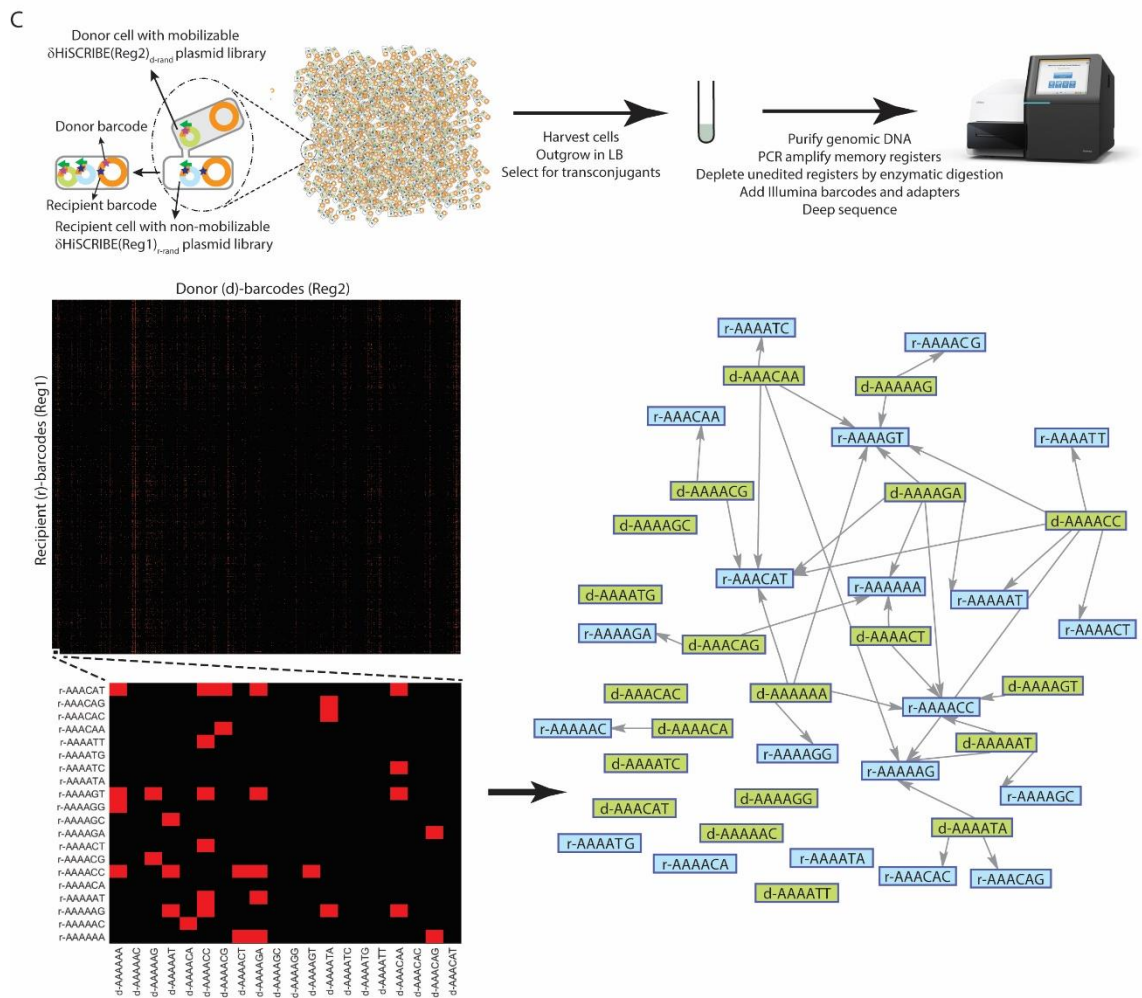 C
Donor cell with mobilizable
δHiSCRIBE(Reg2)d-rand plasmid library
Donor barcode
Recipient barcode
Recipient cell with non-mobilizable
δHiSCRIBE(Reg1)r-rand plasmid library
Harvest cells
Outgrow in LB
Select for transconjugants
Purify genomic DNA
PCR amplify memory registers
Deplete unedited registers by enzymatic digestion
Add Illumina barcodes and adapters
Deep sequence
Donor (d)-barcodes (Reg2)
Recipient (r)-barcodes (Reg1)
r-AAACAT
r-AAACAG
r-AAACAC
r-AAACAA
r-AAAATT
r-AAAATG
r-AAAATC
r-AAAATA
r-AAAAGT
r-AAAAGG
r-AAAAGC
r-AAAAGA
r-AAAACT
r-AAAACG
r-AAAACC
r-AAAACA
r-AAAAAT
r-AAAAAG
r-AAAAAC
r-AAAAAA
d-AAAAAA
d-AAAAAC
d-AAAAAG
d-AAAAAT
d-AAAACA
d-AAAACC
d-AAAACG
d-AAAACT
d-AAAAGA
d-AAAAGC
d-AAAAGG
d-AAAAGT
d-AAAATA
d-AAAATC
d-AAAATG
d-AAAATT
d-AAACAA
d-AAACAC
d-AAACAG
d-AAACAT
r-AAAATC
r-AAAACG
d-AAACAA
d-AAAAAG
r-AAACAA
r-AAAAGT
r-AAAATT
d-AAAACG
d-AAAAGA
d-AAAAGC
d-AAAACC
r-AAACAT
r-AAAAAA
d-AAAATG
r-AAAAAT
r-AAAAGA
d-AAACAG
d-AAAACT
r-AAAACT
d-AAACAC
d-AAAAAA
d-AAAAGT
r-AAAACC
r-AAAAAC
d-AAAACA
d-AAAAAT
r-AAAAGG
d-AAAATC
r-AAAAAG
r-AAAAGC
d-AAAAGG
d-AAACAT
d-AAAATA
d-AAAAAC
r-AAAATG
r-AAAACA
r-AAAATA
r-AAACAC
r-AAACAG
d-AAAATT